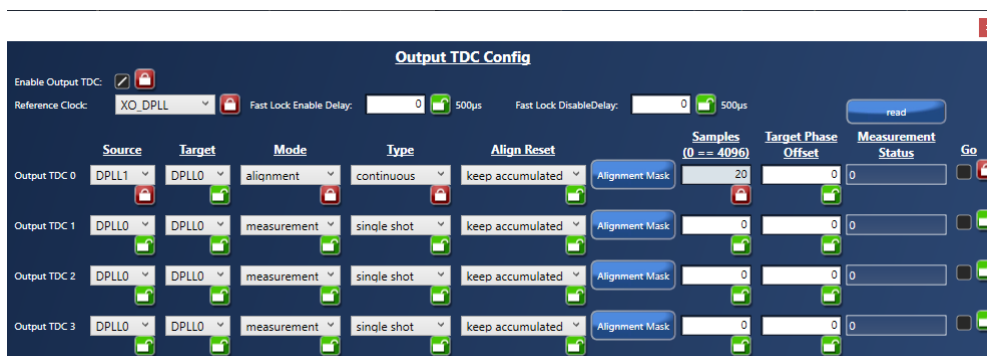 Output TDC Config
Enable Output TDC:
Reference Clock: XO_DPLL Fast Lock Enable Delay: 0 500µs Fast Lock DisableDelay: 0 500µs read
Source Target Mode Type Align Reset Samples (0 == 4096) Target Phase Offset Measurement Status Go
Output TDC 0 DPLL1 DPLL0 alignment continuous keep accumulated Alignment Mask 20 0 0
Output TDC 1 DPLL0 DPLL0 measurement single shot keep accumulated Alignment Mask 0 0 0
Output TDC 2 DPLL0 DPLL0 measurement single shot keep accumulated Alignment Mask 0 0 0
Output TDC 3 DPLL0 DPLL0 measurement single shot keep accumulated Alignment Mask 0 0 0